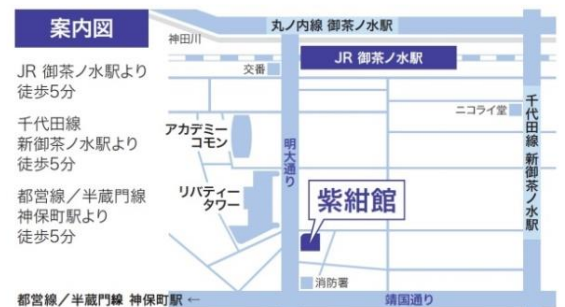 案内図
JR 御茶ノ水駅より
徒歩5分
千代田線
新御茶ノ水駅より
徒歩5分
都営線／半蔵門線
神保町駅より
徒歩5分
丸ノ内線 御茶ノ水駅
神田川
JR 御茶ノ水駅
交番
ニコライ堂
千代田線 新御茶ノ水駅
アカデミー
コモン
明大通り
リバティー
タワー
紫紺館
消防署
都営線／半蔵門線 神保町駅 ←
靖国通り